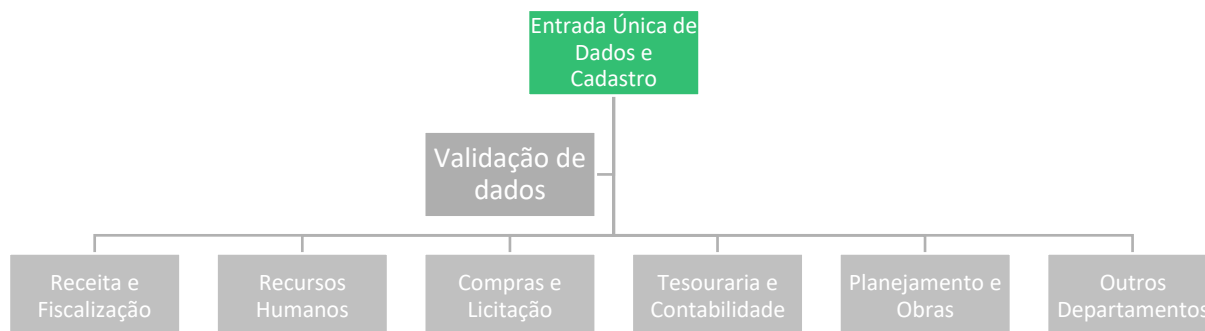 Entrada Única de
Dados e
Cadastro
Validação de
dados
Receita e
Fiscalização
Recursos
Humanos
Compras e
Licitação
Tesouraria e
Contabilidade
Planejamento e
Obras
Outros
Departamentos